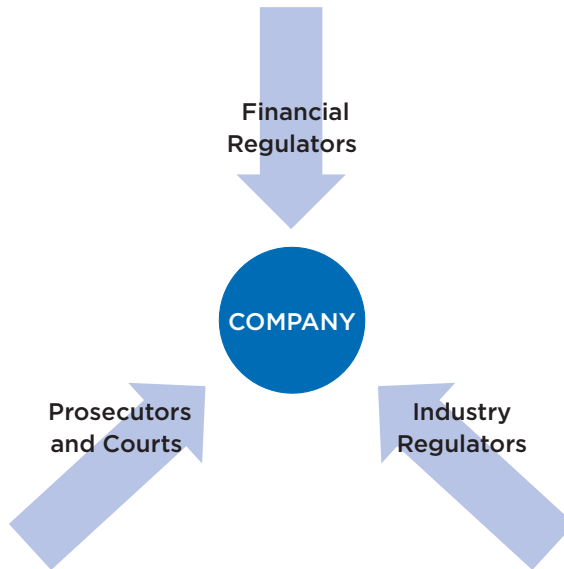 Financial
Regulators
COMPANY
Prosecutors
and Courts
Industry
Regulators